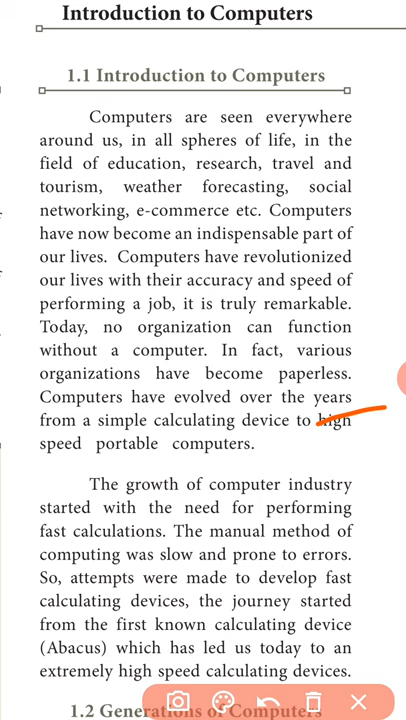 Introduction to Computers
1.1 Introduction to Computers
Computers are seen everywhere
around us, in all spheres of life, in the
field of education, research, travel and
tourism, weather forecasting, social
networking, e-commerce etc. Computers
have now become an indispensable part of
our lives. Computers have revolutionized
our lives with their accuracy and speed of
performing a job, it is truly remarkable.
Today, no organization can function
without a computer. In fact, various
organizations have become paperless.
Computers have evolved over the years
from a simple calculating device to high
speed portable computers.
The growth of computer industry
started with the need for performing
fast calculations. The manual method of
computing was slow and prone to errors.
So, attempts were made to develop fast
calculating devices, the journey started
from the first known calculating device
(Abacus) which has led us today to an
extremely high speed calculating devices.
1.2 Generations of Computers